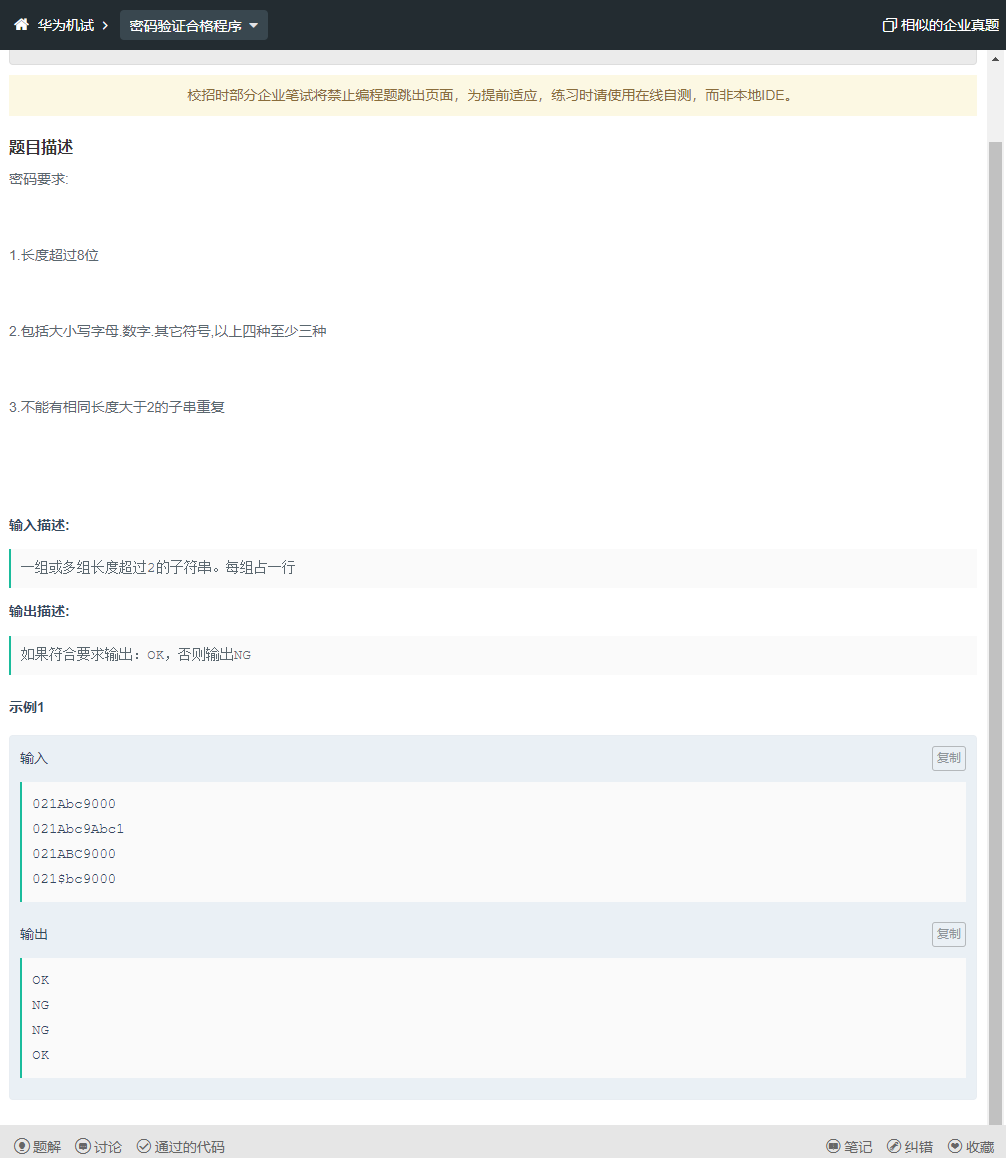 华为机试 密码验证合格程序 相似的企业真题
校招时部分企业笔试将禁止编程题跳出页面，为提前适应，练习时请使用在线自测，而非本地IDE。
题目描述
密码要求:
1.长度超过8位
2.包括大小写字母.数字.其它符号,以上四种至少三种
3.不能有相同长度大于2的子串重复
输入描述:
一组或多组长度超过2的子符串。每组占一行
输出描述:
如果符合要求输出：OK，否则输出NG
示例1
输入 复制
021Abc9000
021Abc9Abc1
021ABC9000
021$bc9000
输出 复制
OK
NG
NG
OK
题解 讨论 通过的代码 笔记 纠错 收藏